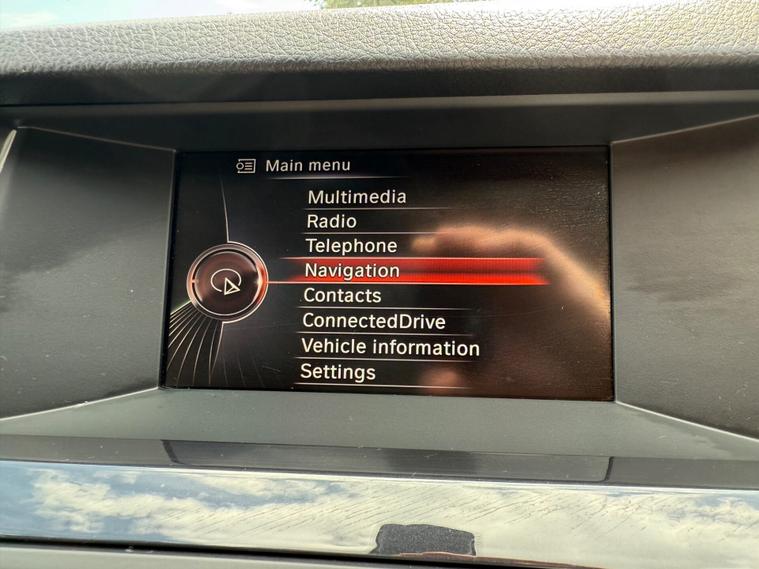 Main menu
Multimedia
Radio
Telephone
Navigation
Contacts
ConnectedDrive
Vehicle information
Settings